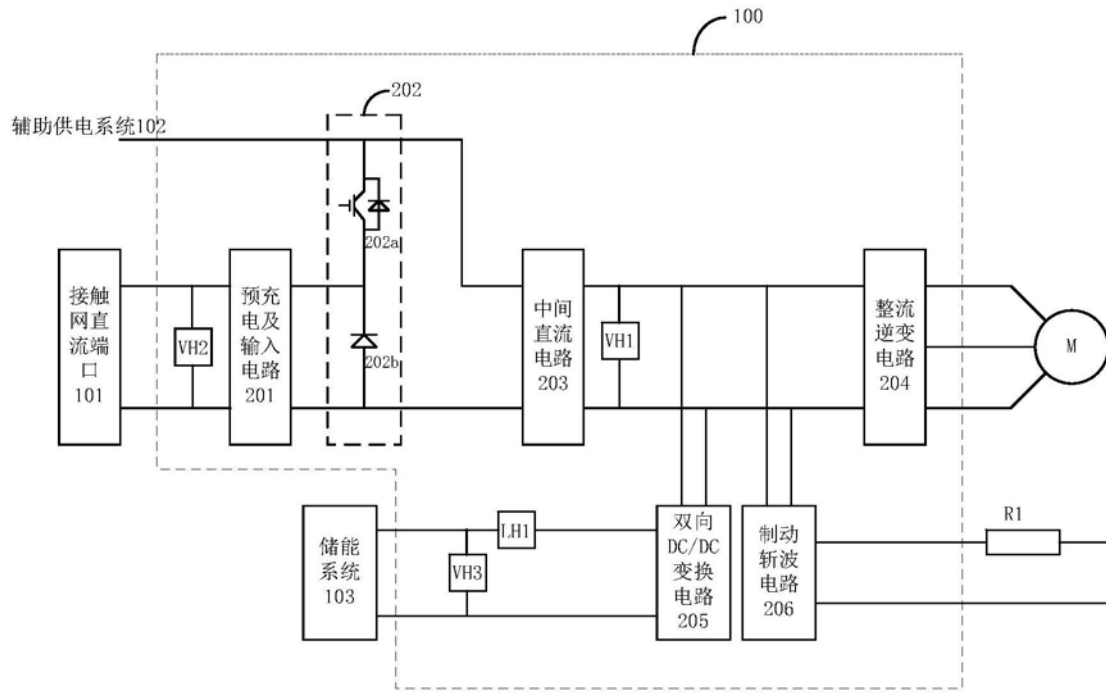 100
202
辅助供电系统102
202a
接触
网直
流端
口
101
VH2
预充
电及
输入
电路
201
202b
中间
直流
电路
203
VH1
整流
逆变
电路
204
M
储能
系统
103
LH1
VH3
双向
DC/DC
变换
电路
205
制动
斩波
电路
206
R1